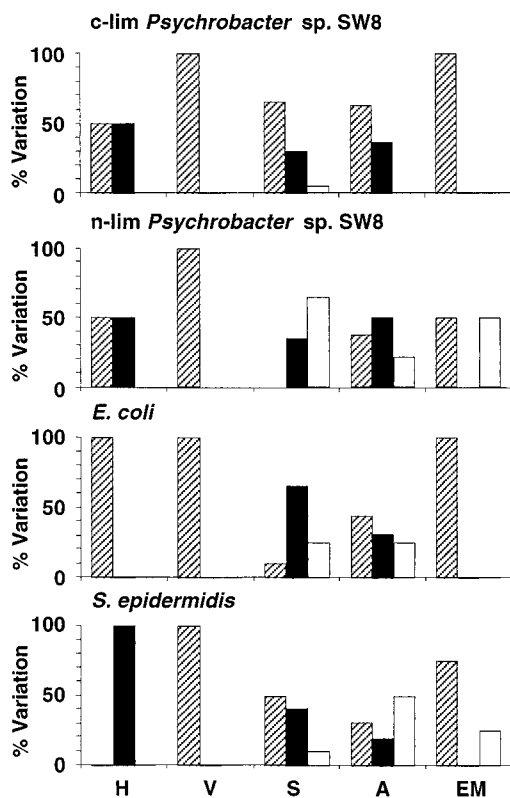 c-lim Psychrobacter sp. SW8
100
50
0
% Variation
n-lim Psychrobacter sp. SW8
100
50
0
% Variation
E. coli
100
50
0
% Variation
S. epidermidis
100
50
0
% Variation
H V S A EM